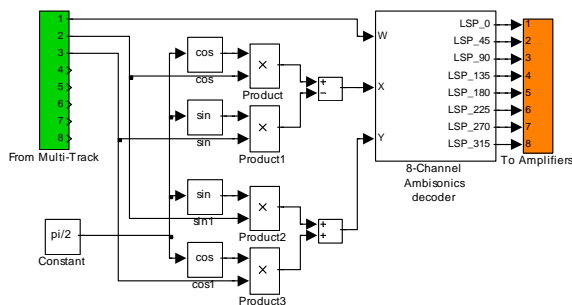 1
2
3
4
5
6
7
8
From Multi-Track
cos
cos
×
Product
sin
sin
×
Product1
+
−
sin
sin1
×
Product2
cos
cos1
×
Product3
+
+
pi/2
Constant
W
X
Y
LSP_0
LSP_45
LSP_90
LSP_135
LSP_180
LSP_225
LSP_270
LSP_315
8-Channel
Ambisonics
decoder
1
2
3
4
5
6
7
8
To Amplifiers